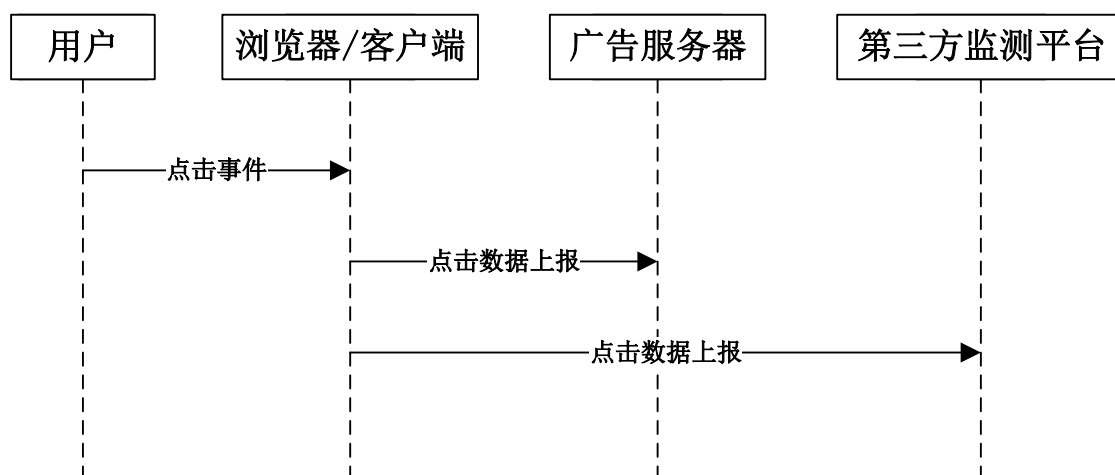 用户
浏览器/客户端
广告服务器
第三方监测平台
点击事件
点击数据上报
点击数据上报